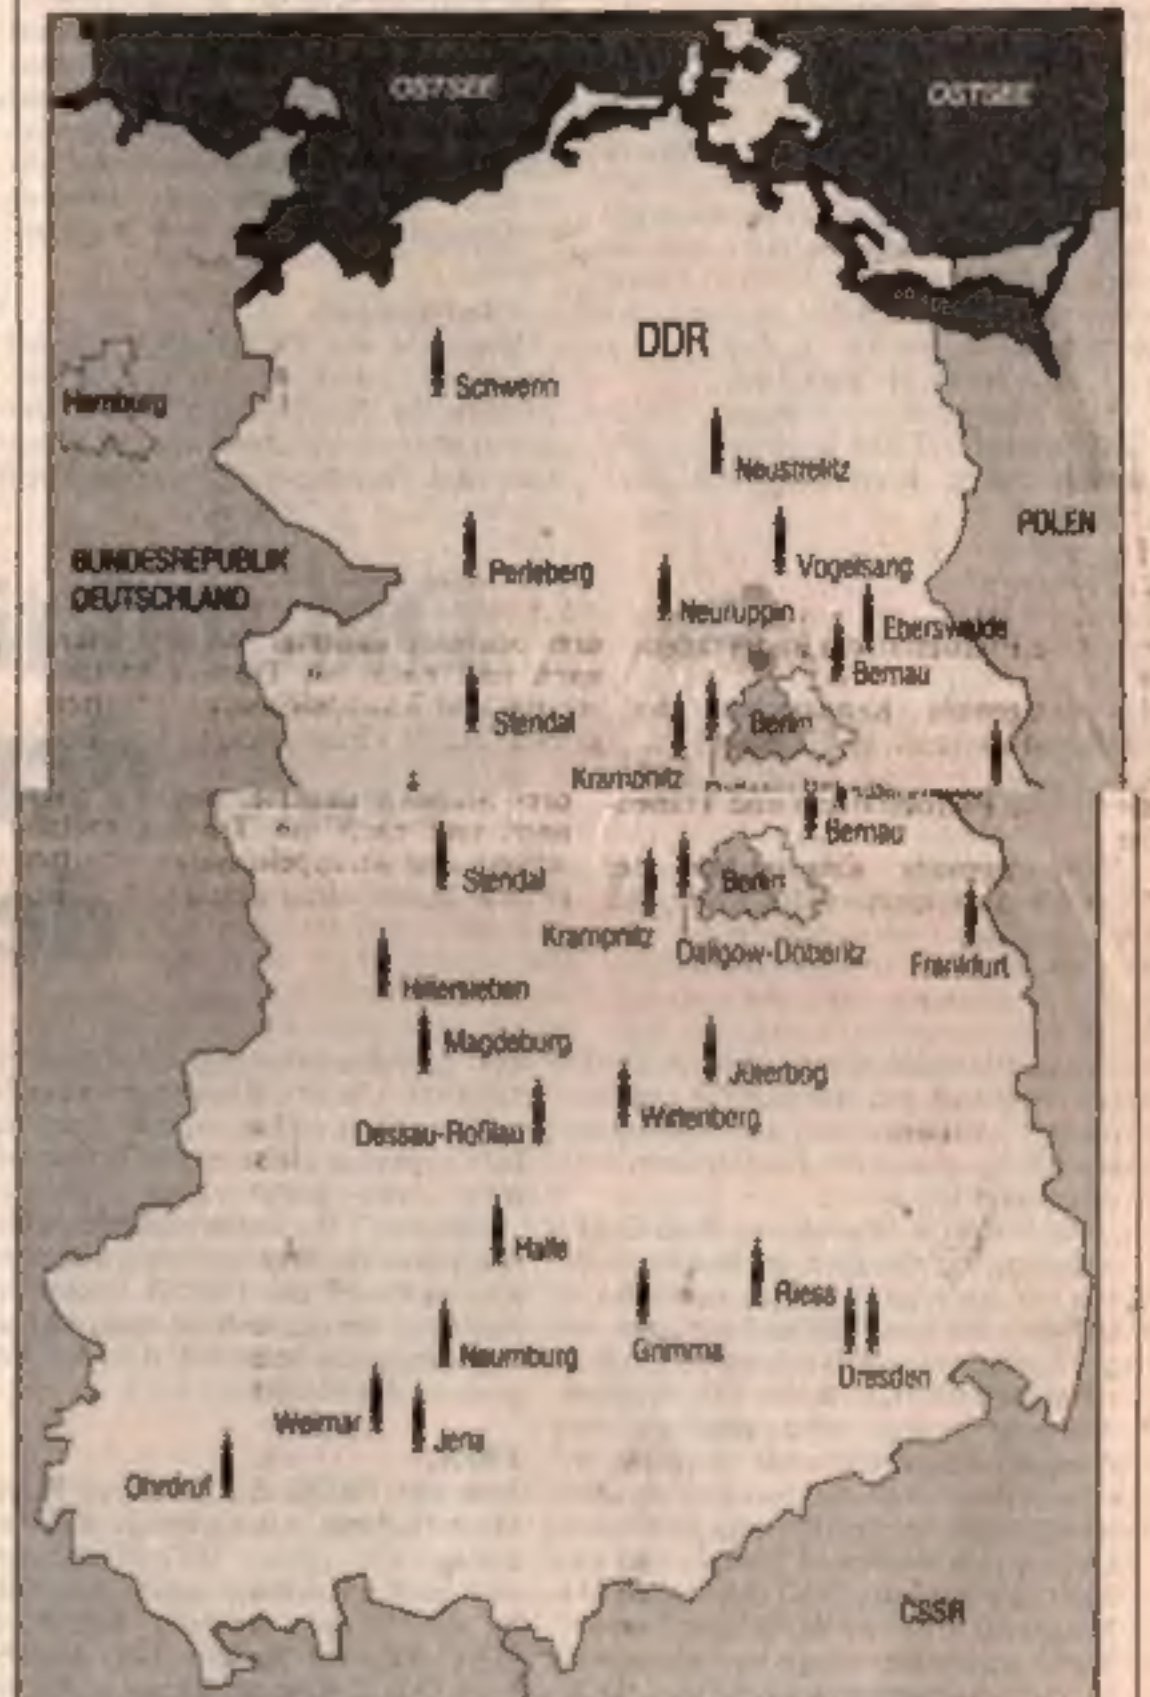 OSTSEE
OSTSEE
DDR
Schwerin
Hamburg
Neustrelitz
POLEN
BUNDESREPUBLIK
DEUTSCHLAND
Perleberg
Vogelsang
Neuruppin
Eberswalde
Bernau
Stendal
Berlin
Krampnitz
Bernau
Stendal
Berlin
Krampnitz
Dallgow-Döberitz
Frankfurt
Hillersleben
Magdeburg
Jüterbog
Wittenberg
Dessau-Roßlau
Halle
Riesa
Grimma
Naumburg
Dresden
Weimar
Jena
Ohrdruf
ČSSR